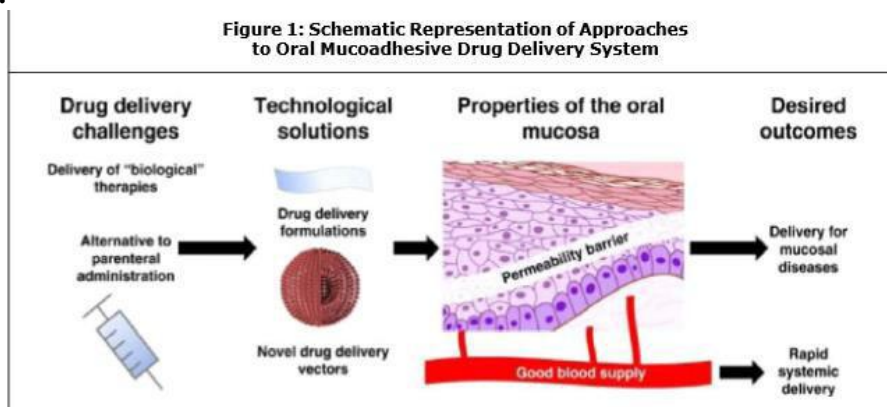 Figure 1: Schematic Representation of Approaches
to Oral Mucoadhesive Drug Delivery System
Drug delivery
challenges
Delivery of "biological"
therapies
Alternative to
parenteral
administration
Technological
solutions
Drug delivery
formulations
Novel drug delivery
vectors
Properties of the oral
mucosa
Permeability barrier
Good blood supply
Desired
outcomes
Delivery for
mucosal
diseases
Rapid
systemic
delivery